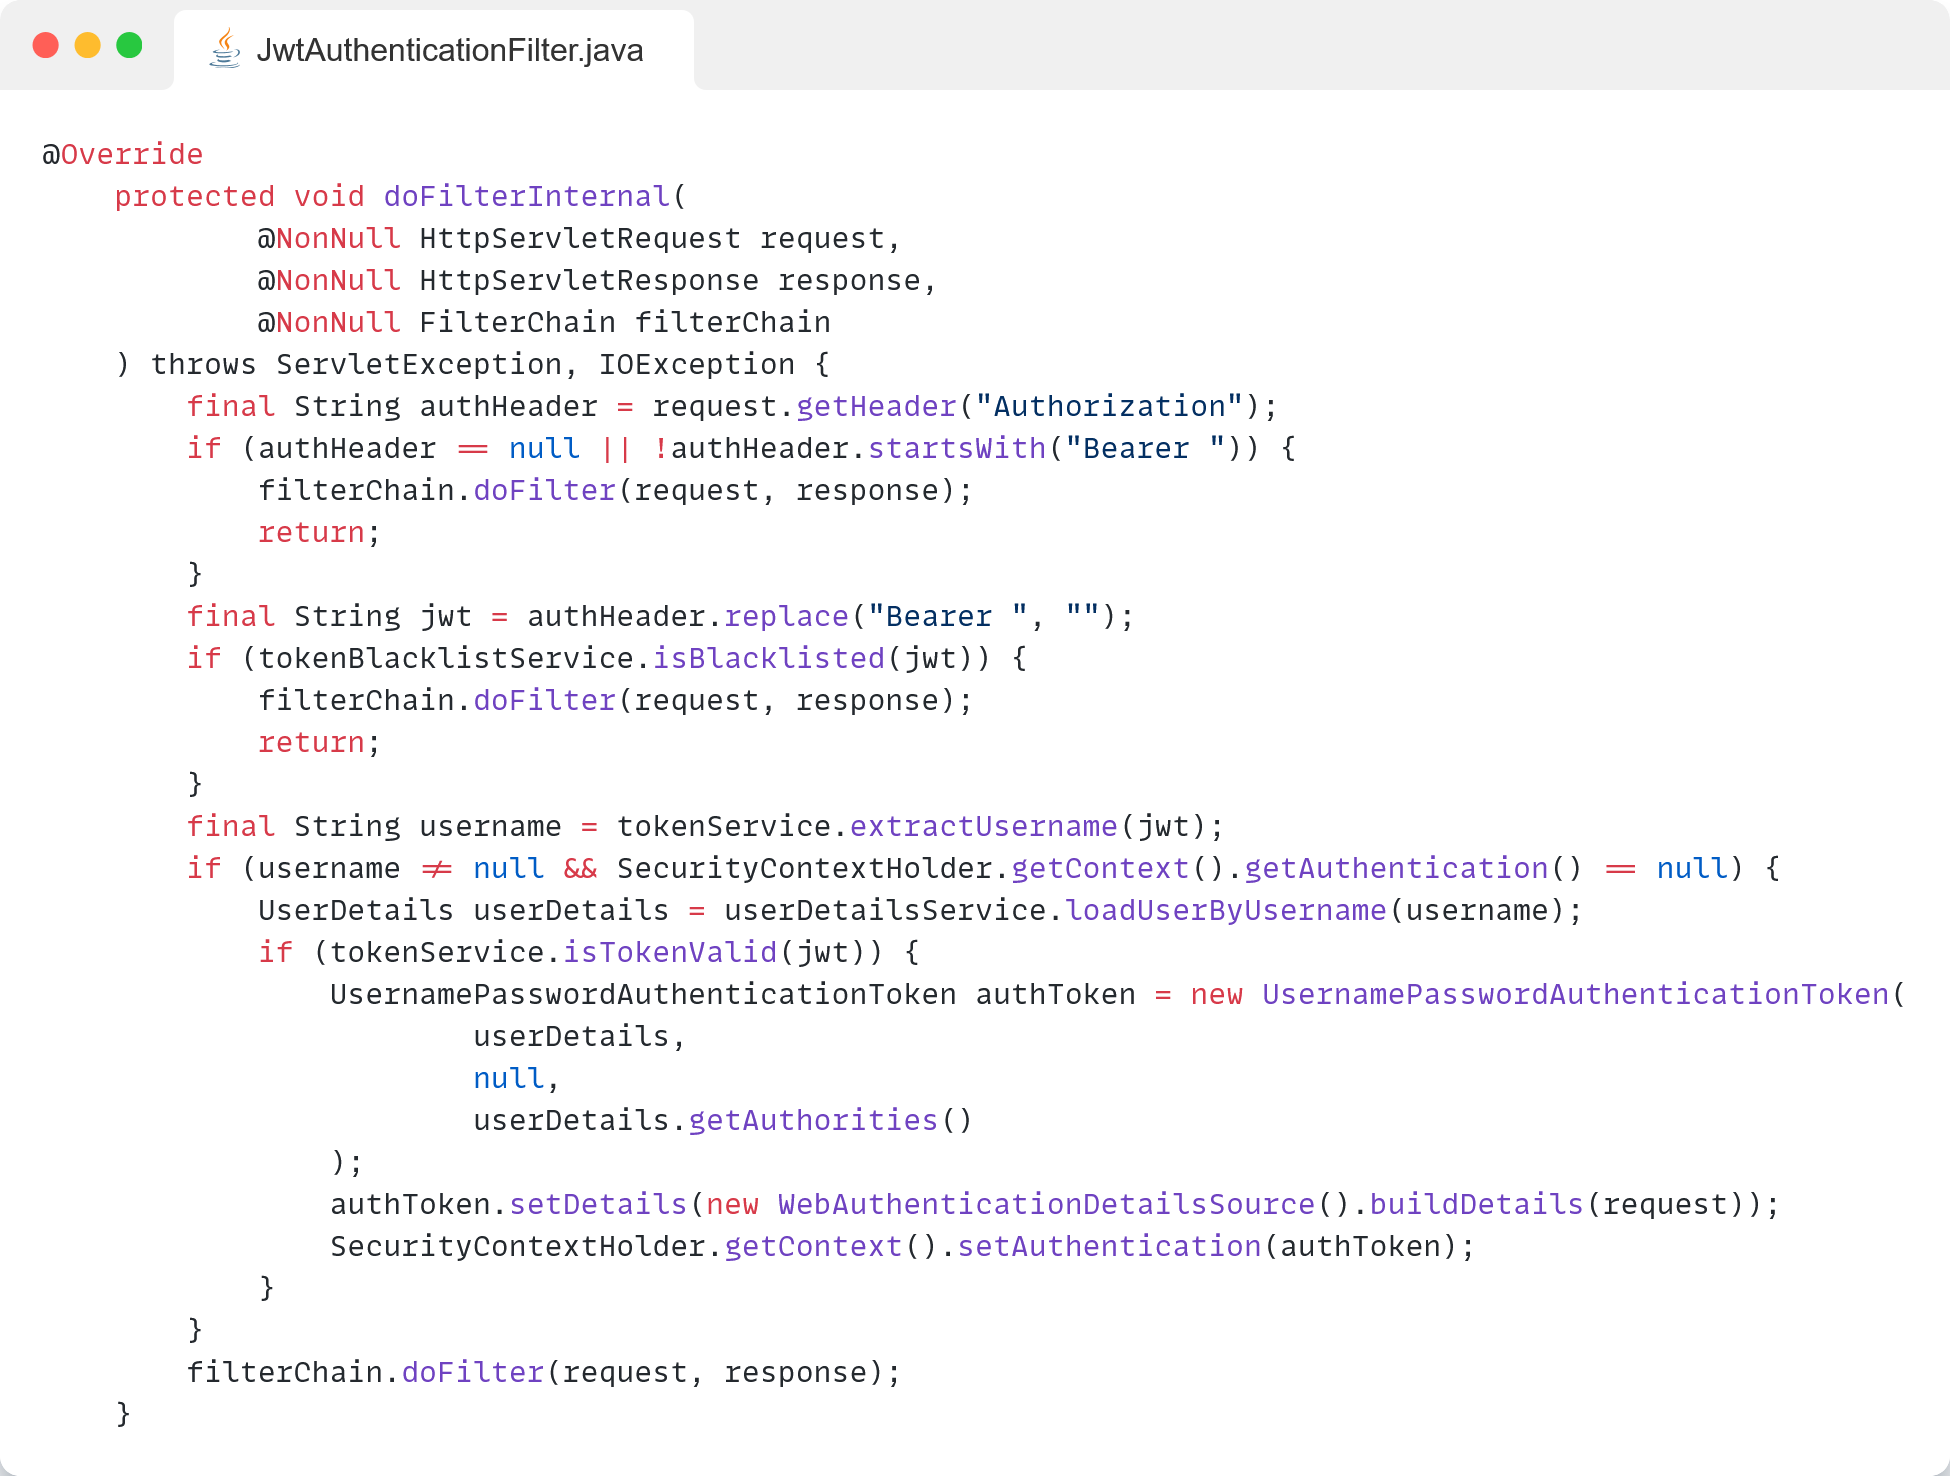 JwtAuthenticationFilter.java
@Override
    protected void doFilterInternal(
            @NonNull HttpServletRequest request,
            @NonNull HttpServletResponse response,
            @NonNull FilterChain filterChain
    ) throws ServletException, IOException {
        final String authHeader = request.getHeader("Authorization");
        if (authHeader == null || !authHeader.startsWith("Bearer ")) {
            filterChain.doFilter(request, response);
            return;
        }
        final String jwt = authHeader.replace("Bearer ", "");
        if (tokenBlacklistService.isBlacklisted(jwt)) {
            filterChain.doFilter(request, response);
            return;
        }
        final String username = tokenService.extractUsername(jwt);
        if (username != null && SecurityContextHolder.getContext().getAuthentication() == null) {
            UserDetails userDetails = userDetailsService.loadUserByUsername(username);
            if (tokenService.isTokenValid(jwt)) {
                UsernamePasswordAuthenticationToken authToken = new UsernamePasswordAuthenticationToken(
                        userDetails,
                        null,
                        userDetails.getAuthorities()
                );
                authToken.setDetails(new WebAuthenticationDetailsSource().buildDetails(request));
                SecurityContextHolder.getContext().setAuthentication(authToken);
            }
        }
        filterChain.doFilter(request, response);
    }